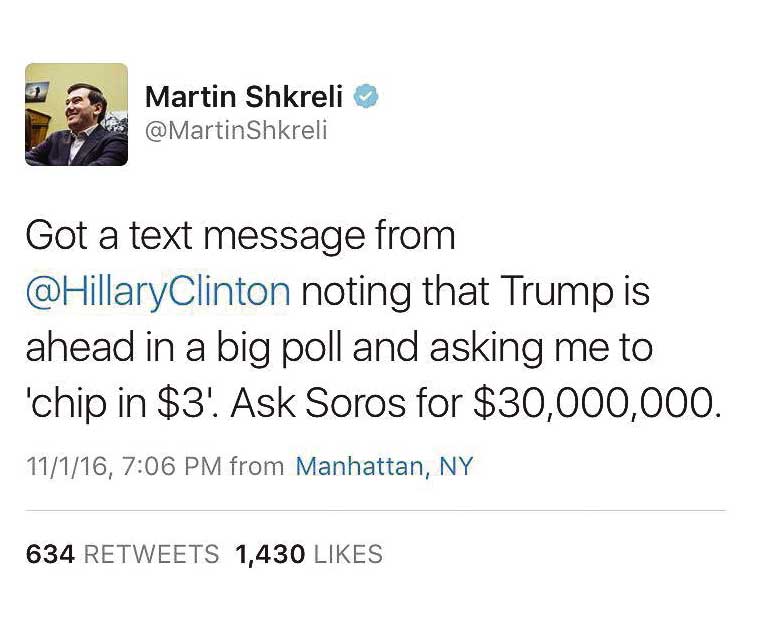 Martin Shkreli
@MartinShkreli
Got a text message from
@HillaryClinton noting that Trump is
ahead in a big poll and asking me to
'chip in $3'. Ask Soros for $30,000,000.
11/1/16, 7:06 PM from Manhattan, NY
634 RETWEETS 1,430 LIKES